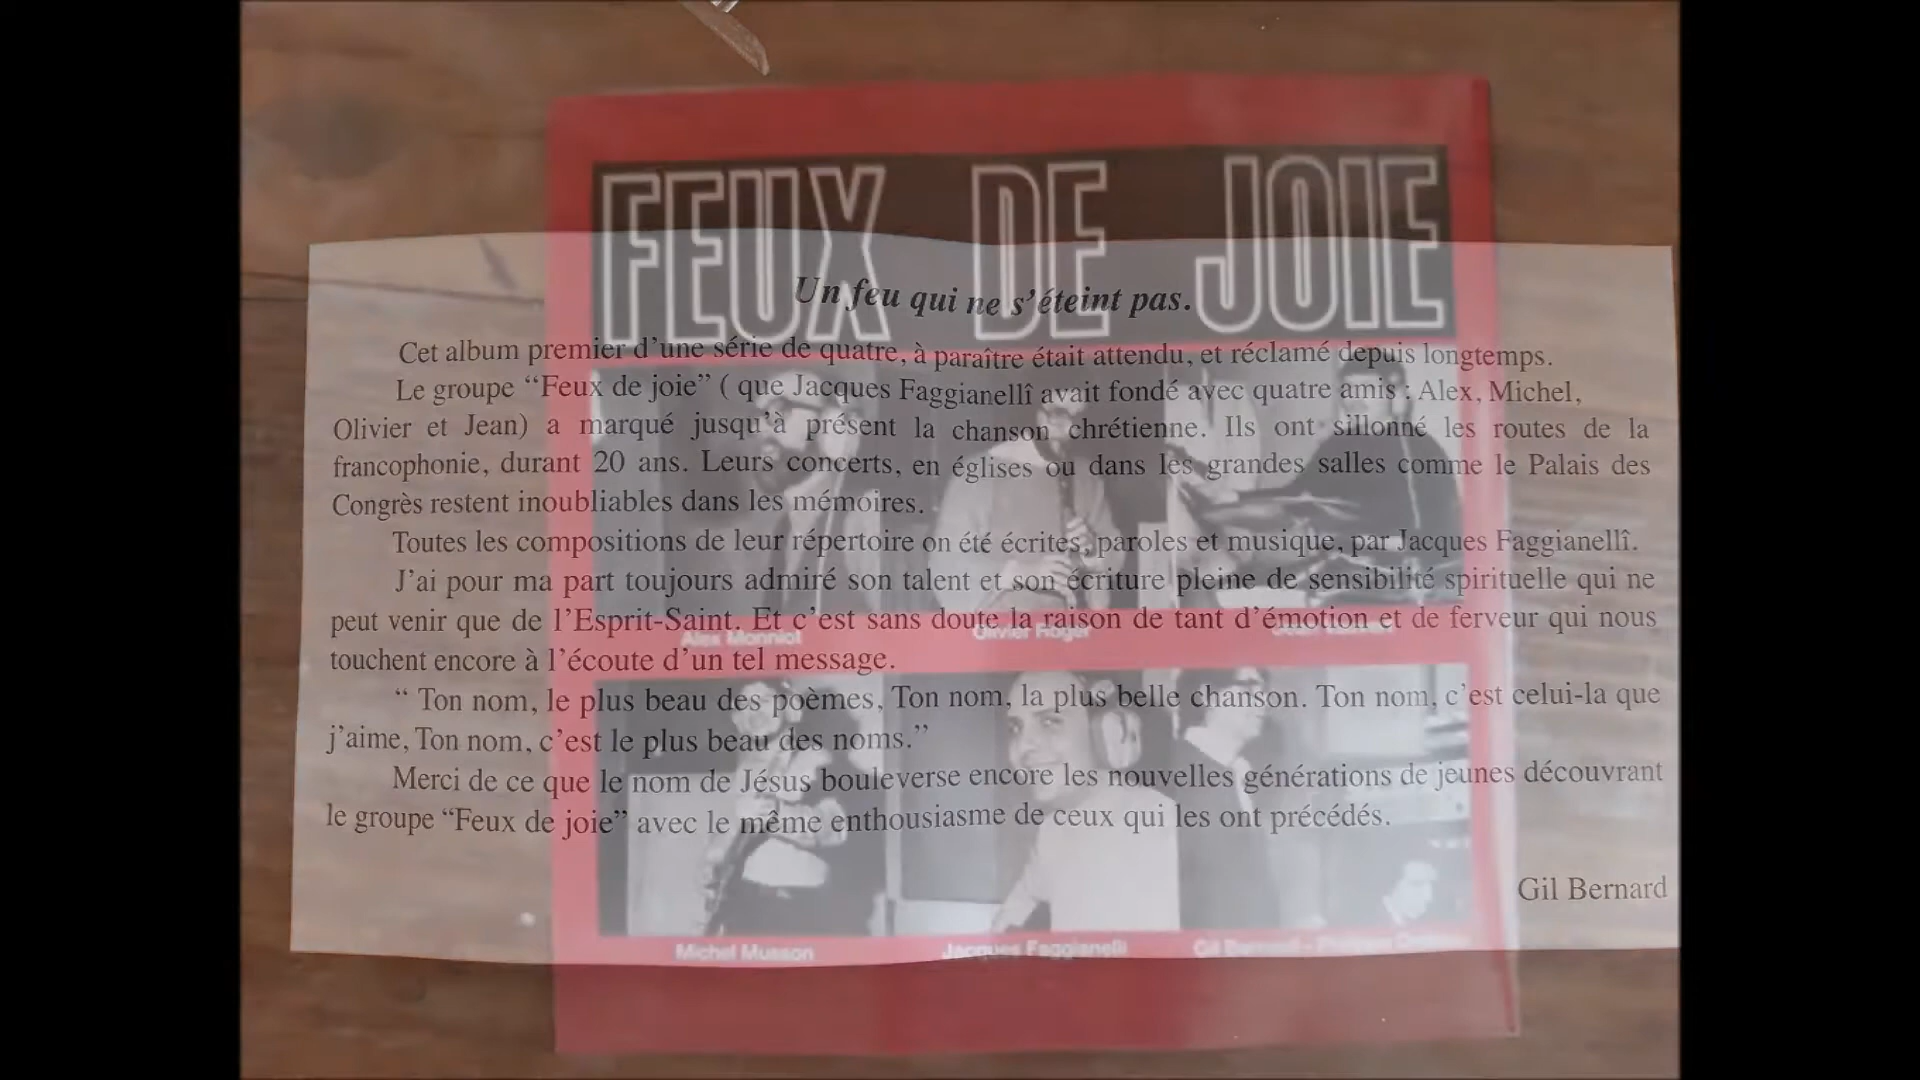 FEUX DE JOIE
Un feu qui ne s'éteint pas.
Cet album premier d'une série de quatre, à paraître était attendu, et réclamé depuis longtemps.
Le groupe “Feux de joie” ( que Jacques Faggianellî avait fondé avec quatre amis : Alex, Michel,
Olivier et Jean) a marqué jusqu'à présent la chanson chrétienne. Ils ont sillonné les routes de la
francophonie, durant 20 ans. Leurs concerts, en églises ou dans les grandes salles comme le Palais des
Congrès restent inoubliables dans les mémoires.
Toutes les compositions de leur répertoire on été écrites, paroles et musique, par Jacques Faggianellî.
J'ai pour ma part toujours admiré son talent et son écriture pleine de sensibilité spirituelle qui ne
peut venir que de l'Esprit-Saint. Et c'est sans doute la raison de tant d'émotion et de ferveur qui nous
touchent encore à l'écoute d'un tel message.
“ Ton nom, le plus beau des poèmes, Ton nom, la plus belle chanson. Ton nom, c'est celui-la que
j'aime, Ton nom, c'est le plus beau des noms.”
Merci de ce que le nom de Jésus bouleverse encore les nouvelles générations de jeunes découvrant
le groupe “Feux de joie” avec le même enthousiasme de ceux qui les ont précédés.
Gil Bernard
Alex Monniot Olivier Roger
Michel Musson Jacques Faggianelli Gil Bernard -